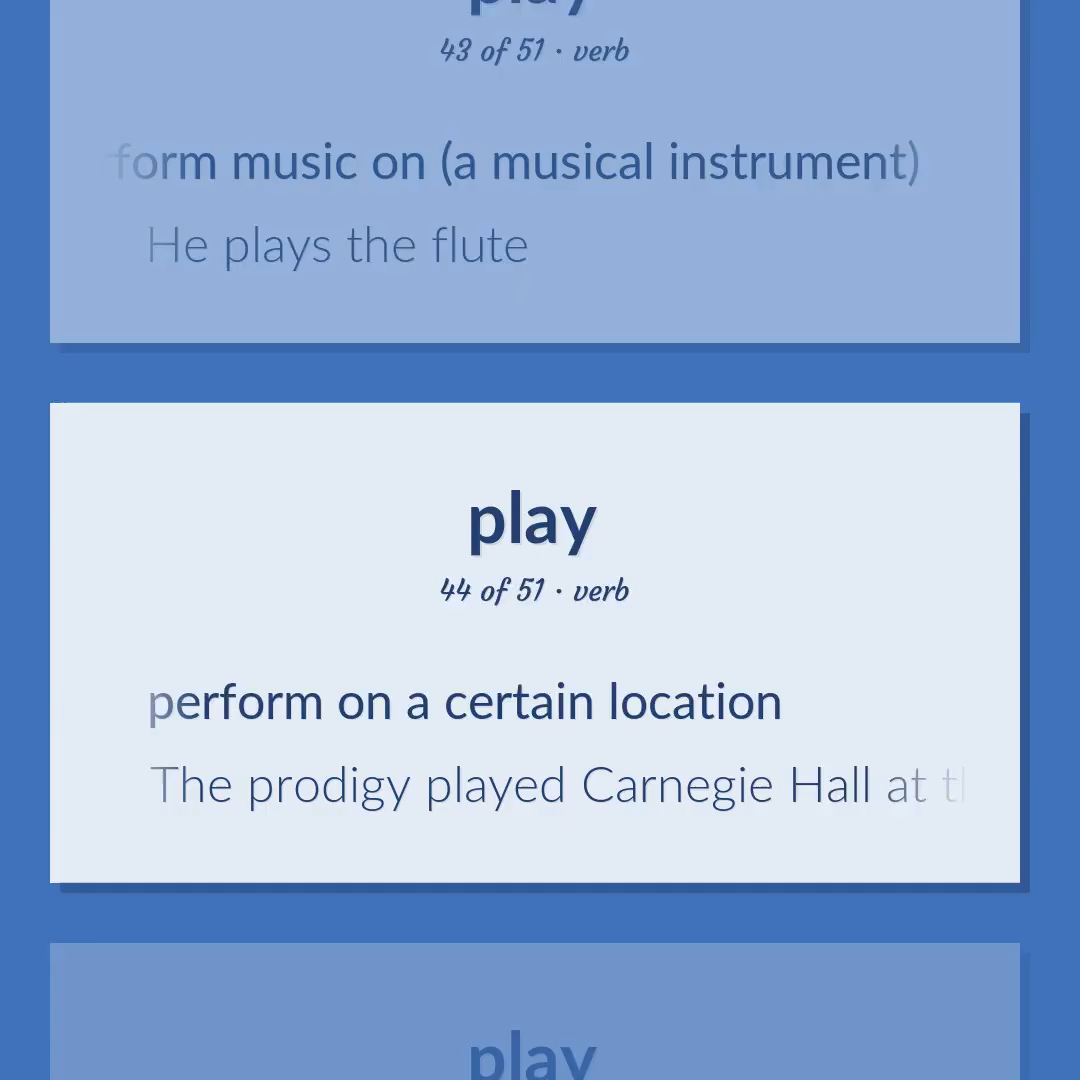 play
43 of 51 · verb
form music on (a musical instrument)
He plays the flute
play
44 of 51 · verb
perform on a certain location
The prodigy played Carnegie Hall at
play